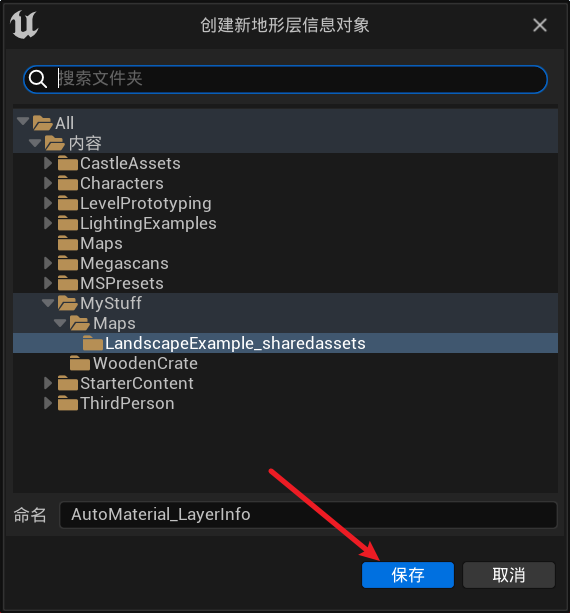 创建新地形层信息对象
搜索文件夹
All
内容
CastleAssets
Characters
LevelPrototyping
LightingExamples
Maps
Megascans
MSPresets
MyStuff
Maps
LandscapeExample_sharedassets
WoodenCrate
StarterContent
ThirdPerson
命名 AutoMaterial_LayerInfo
保存 取消